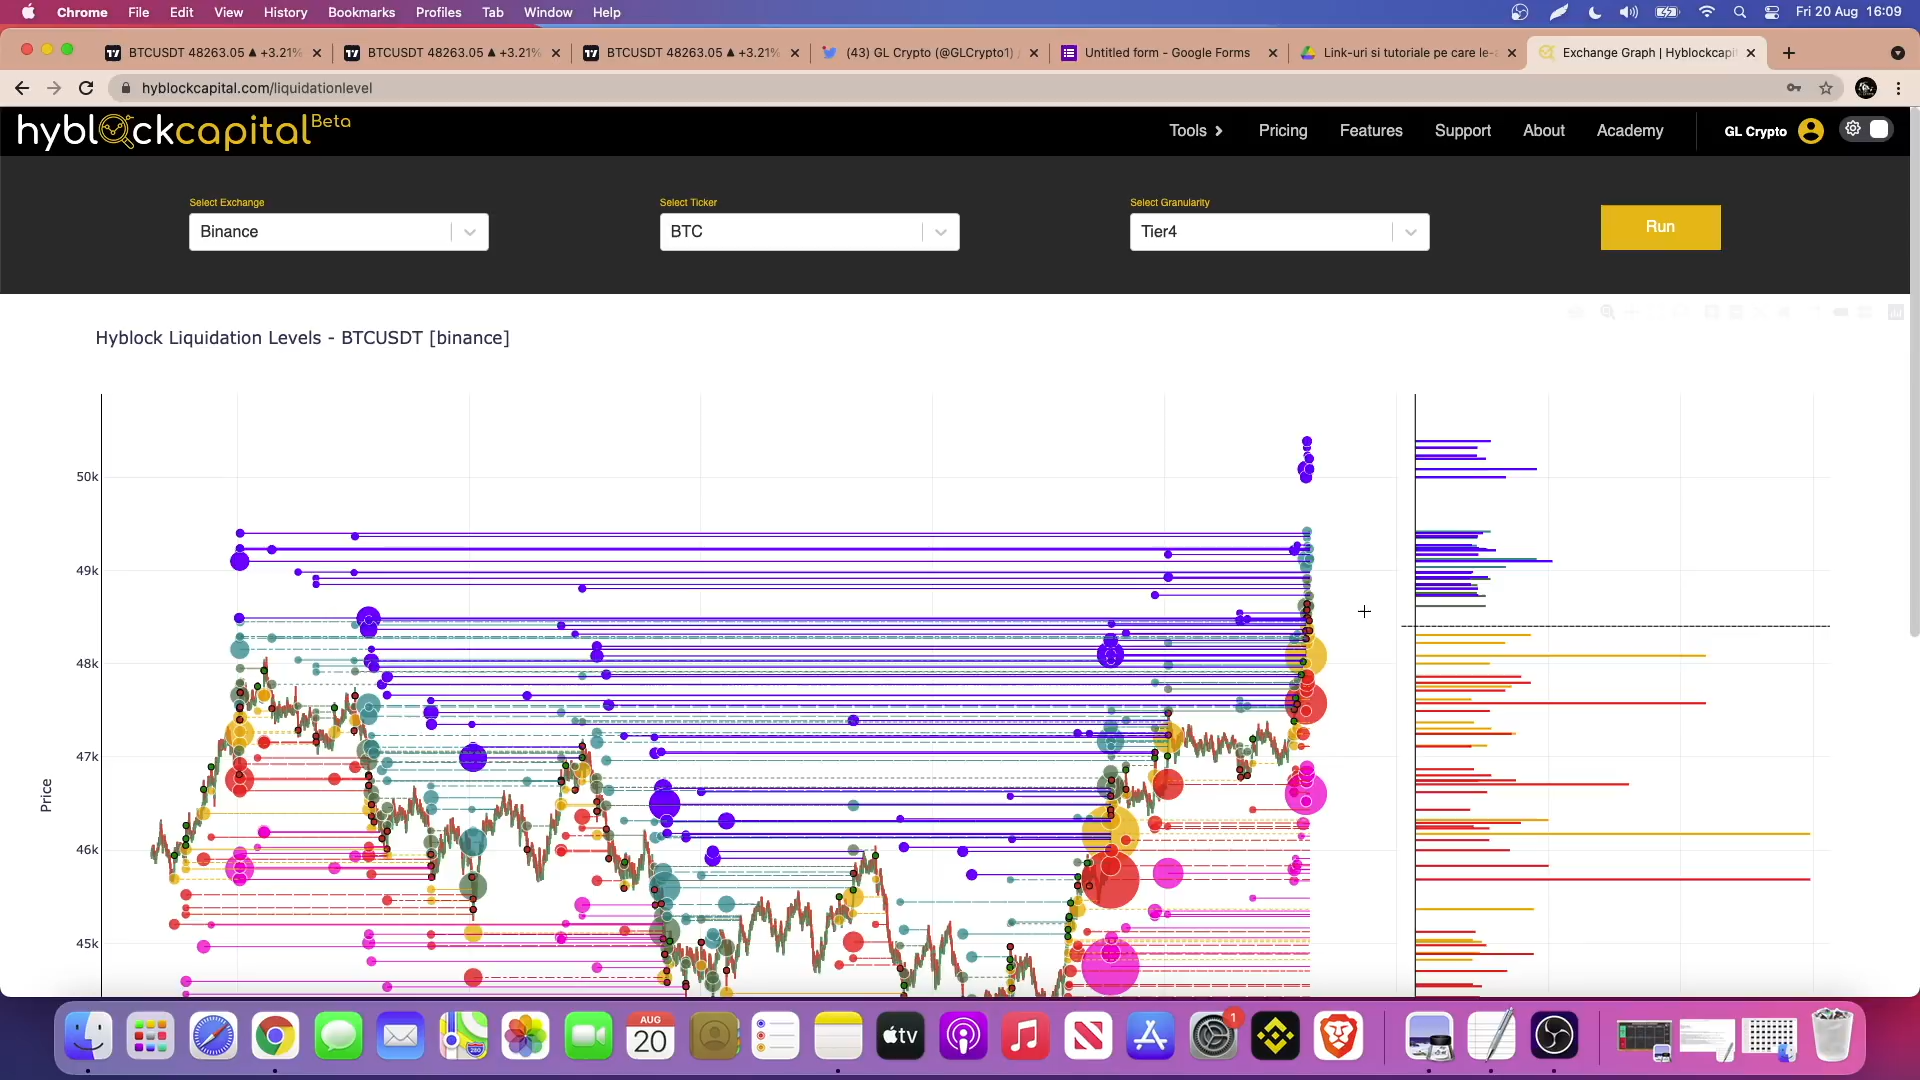 Chrome File Edit View History Bookmarks Profiles Tab Window Help Fri 20 Aug 16:09
BTCUSDT 48263.05 ▲ +3.21% BTCUSDT 48263.05 ▲ +3.21% BTCUSDT 48263.05 ▲ +3.21% (43) GL Crypto (@GLCrypto1) Untitled form - Google Forms Link-uri si tutoriale pe care le- Exchange Graph | Hyblockcapit
hyblockcapital.com/liquidationlevel
hyblockcapital Beta Tools Pricing Features Support About Academy GL Crypto
Select Exchange Select Ticker Select Granularity
Binance BTC Tier4 Run
Hyblock Liquidation Levels - BTCUSDT [binance]
50k
49k
48k
47k
46k
45k
Price
AUG
20
tv
1
280